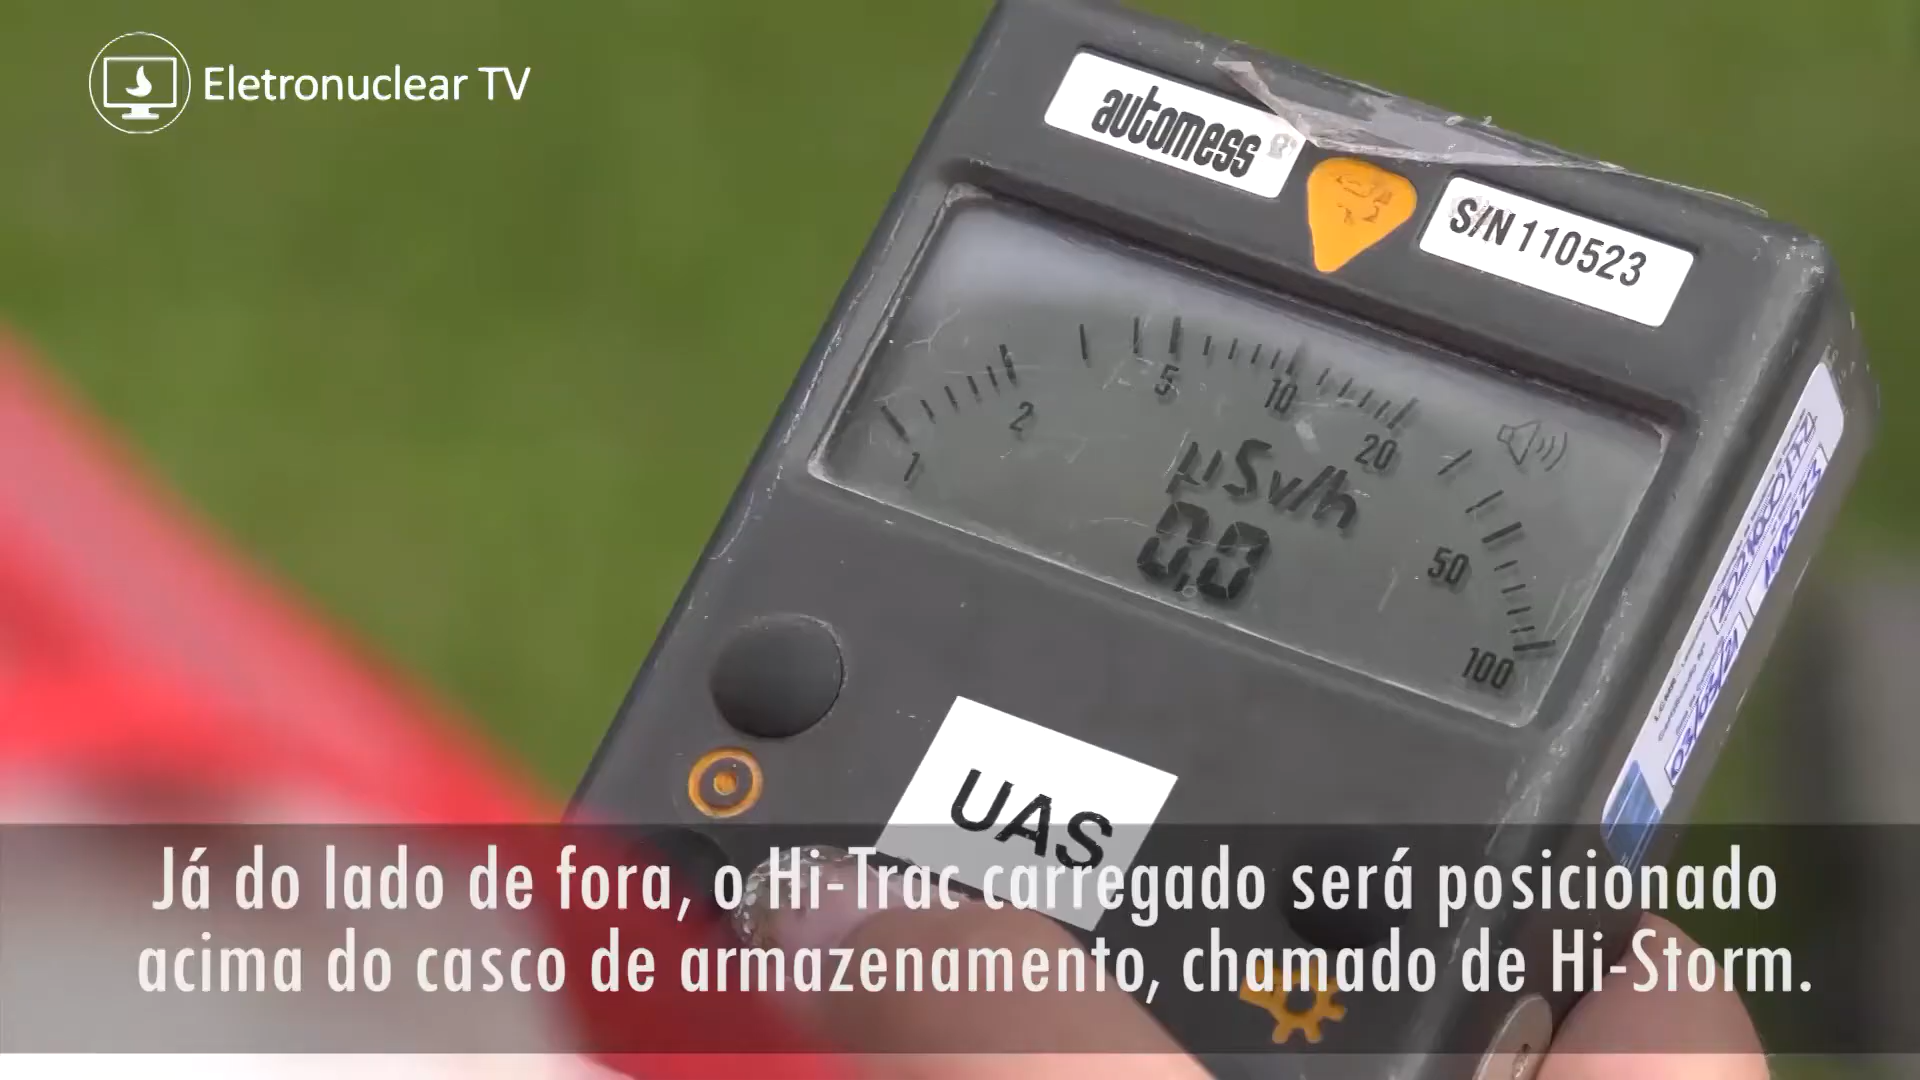 Eletronuclear TV
automess
S/N 110523
1 2 5 10 20 50 100
µSv/h
0,0
UAS
Já do lado de fora, o Hi-Trac carregado será posicionado
acima do casco de armazenamento, chamado de Hi-Storm.